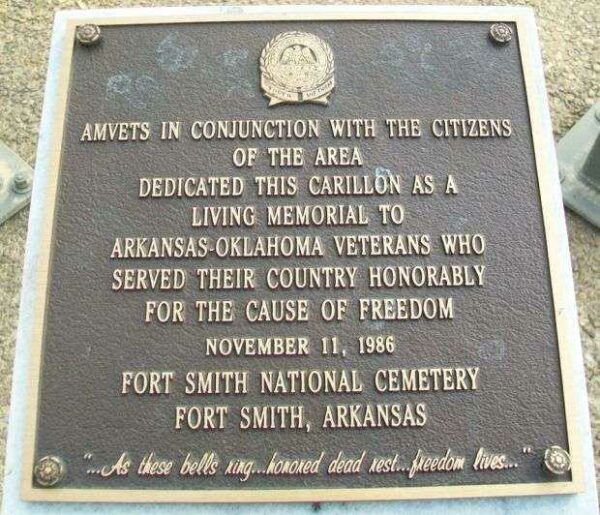 AMVETS IN CONJUNCTION WITH THE CITIZENS
OF THE AREA
DEDICATED THIS CARILLON AS A
LIVING MEMORIAL TO
ARKANSAS-OKLAHOMA VETERANS WHO
SERVED THEIR COUNTRY HONORABLY
FOR THE CAUSE OF FREEDOM
NOVEMBER 11, 1986
FORT SMITH NATIONAL CEMETERY
FORT SMITH, ARKANSAS
"...As these bells ring...honored dead rest...freedom lives..."